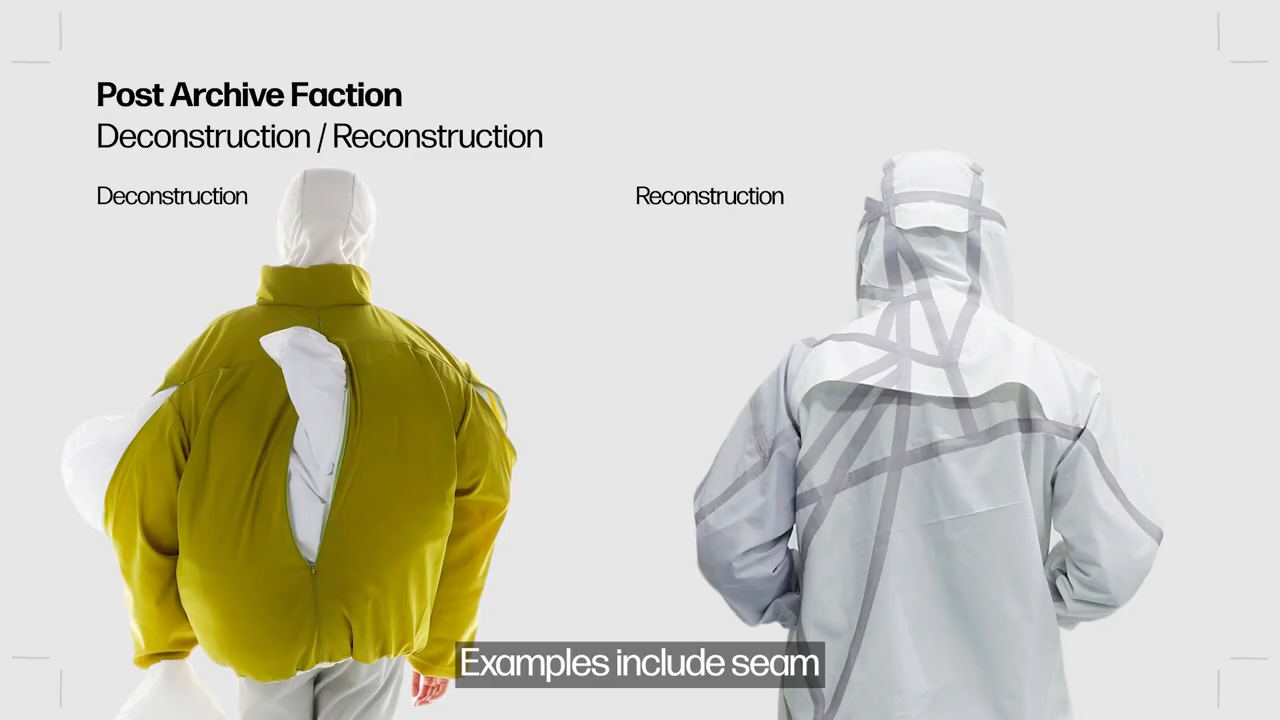 Post Archive Faction
Deconstruction / Reconstruction
Deconstruction
Reconstruction
Examples include seam